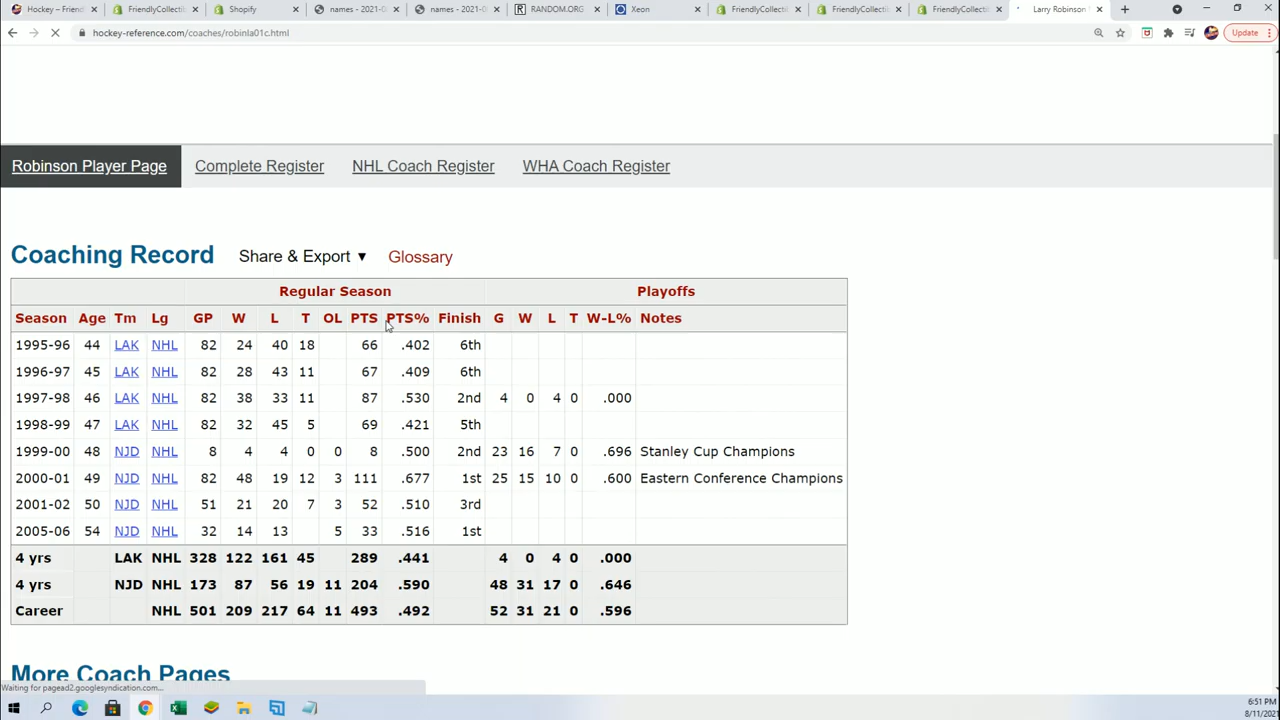 Hockey – Friend
FriendlyCollecti
Shopify
names - 2021-0
names - 2021-0
RANDOM.ORG
Xeon
FriendlyCollecti
FriendlyCollecti
FriendlyCollecti
Larry Robinson
hockey-reference.com/coaches/robinla01c.html
Update
Robinson Player Page Complete Register NHL Coach Register WHA Coach Register
Coaching Record Share & Export ▼ Glossary
Regular Season Playoffs
Season Age Tm Lg GP W L T OL PTS PTS% Finish G W L T W-L% Notes
1995-96 44 LAK NHL 82 24 40 18 66 .402 6th
1996-97 45 LAK NHL 82 28 43 11 67 .409 6th
1997-98 46 LAK NHL 82 38 33 11 87 .530 2nd 4 0 4 0 .000
1998-99 47 LAK NHL 82 32 45 5 69 .421 5th
1999-00 48 NJD NHL 8 4 4 0 0 8 .500 2nd 23 16 7 0 .696 Stanley Cup Champions
2000-01 49 NJD NHL 82 48 19 12 3 111 .677 1st 25 15 10 0 .600 Eastern Conference Champions
2001-02 50 NJD NHL 51 21 20 7 3 52 .510 3rd
2005-06 54 NJD NHL 32 14 13 5 33 .516 1st
4 yrs LAK NHL 328 122 161 45 289 .441 4 0 4 0 .000
4 yrs NJD NHL 173 87 56 19 11 204 .590 48 31 17 0 .646
Career NHL 501 209 217 64 11 493 .492 52 31 21 0 .596
More Coach Pages
Waiting for pagead2.googlesyndication.com...
6:51 PM